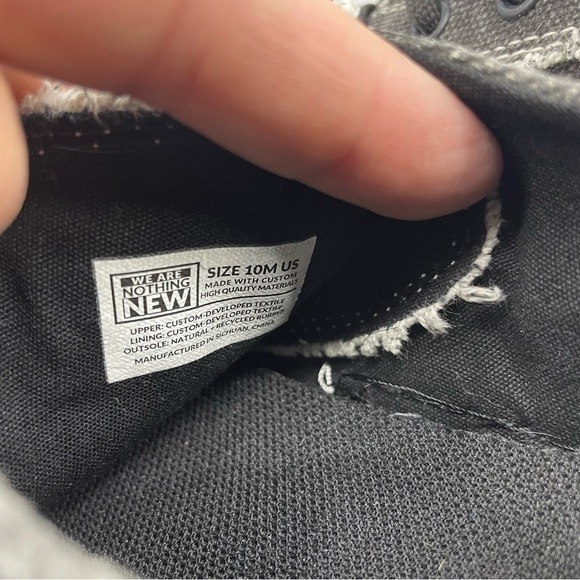 WE ARE
NOTHING
NEW
SIZE 10M US
MADE WITH CUSTOM
HIGH QUALITY MATERIALS
UPPER: CUSTOM-DEVELOPED TEXTILE
LINING: CUSTOM-DEVELOPED TEXTILE
OUTSOLE: NATURAL + RECYCLED RUBBER
MANUFACTURED IN SICHUAN, CHINA